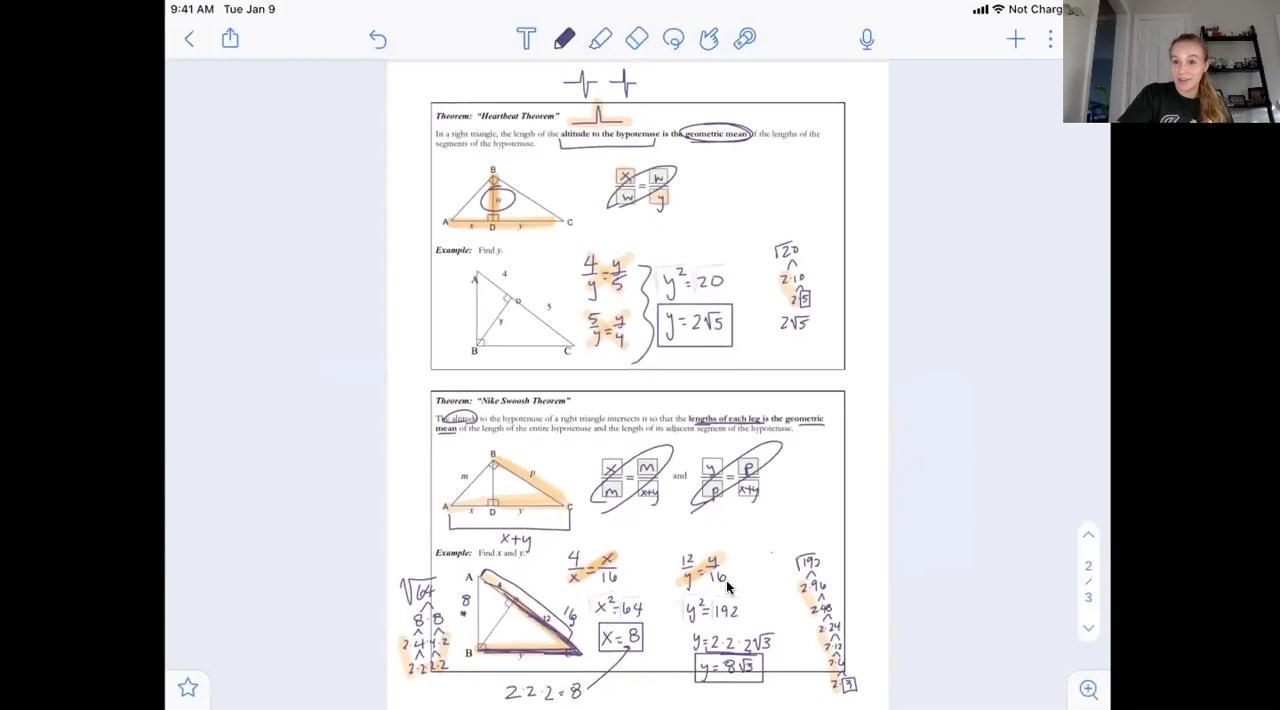 9:41 AM Tue Jan 9
Not Charg
T
Theorem: "Heartbeat Theorem"
In a right triangle, the length of the altitude to the hypotenuse is the geometric mean of the lengths of the
segments of the hypotenuse.
B
w
A x D y C
x/w = w/y
Example: Find y.
A 4 D 5 y B C
4/y = y/5
5/y = y/4
y² = 20
y = 2√5
√20
2·10
2·5
2√5
Theorem: "Nike Swoosh Theorem"
The altitude to the hypotenuse of a right triangle intersects it so that the lengths of each leg is the geometric
mean of the length of the entire hypotenuse and the length of its adjacent segment of the hypotenuse.
B
m p
A x D y C
x+y
x/m = m/x+y and y/p = p/x+y
Example: Find x and y.
√64
8·8
2·4 4·2
2·2 2·2
A
8
12
16
B y
4/x = x/16
x² = 64
x = 8
2·2·2=8
12/y = y/16
y² = 192
y = 2·2·2√3
y = 8√3
√192
2·96
2·48
2·24
2·12
2·6
2·3
2
/
3